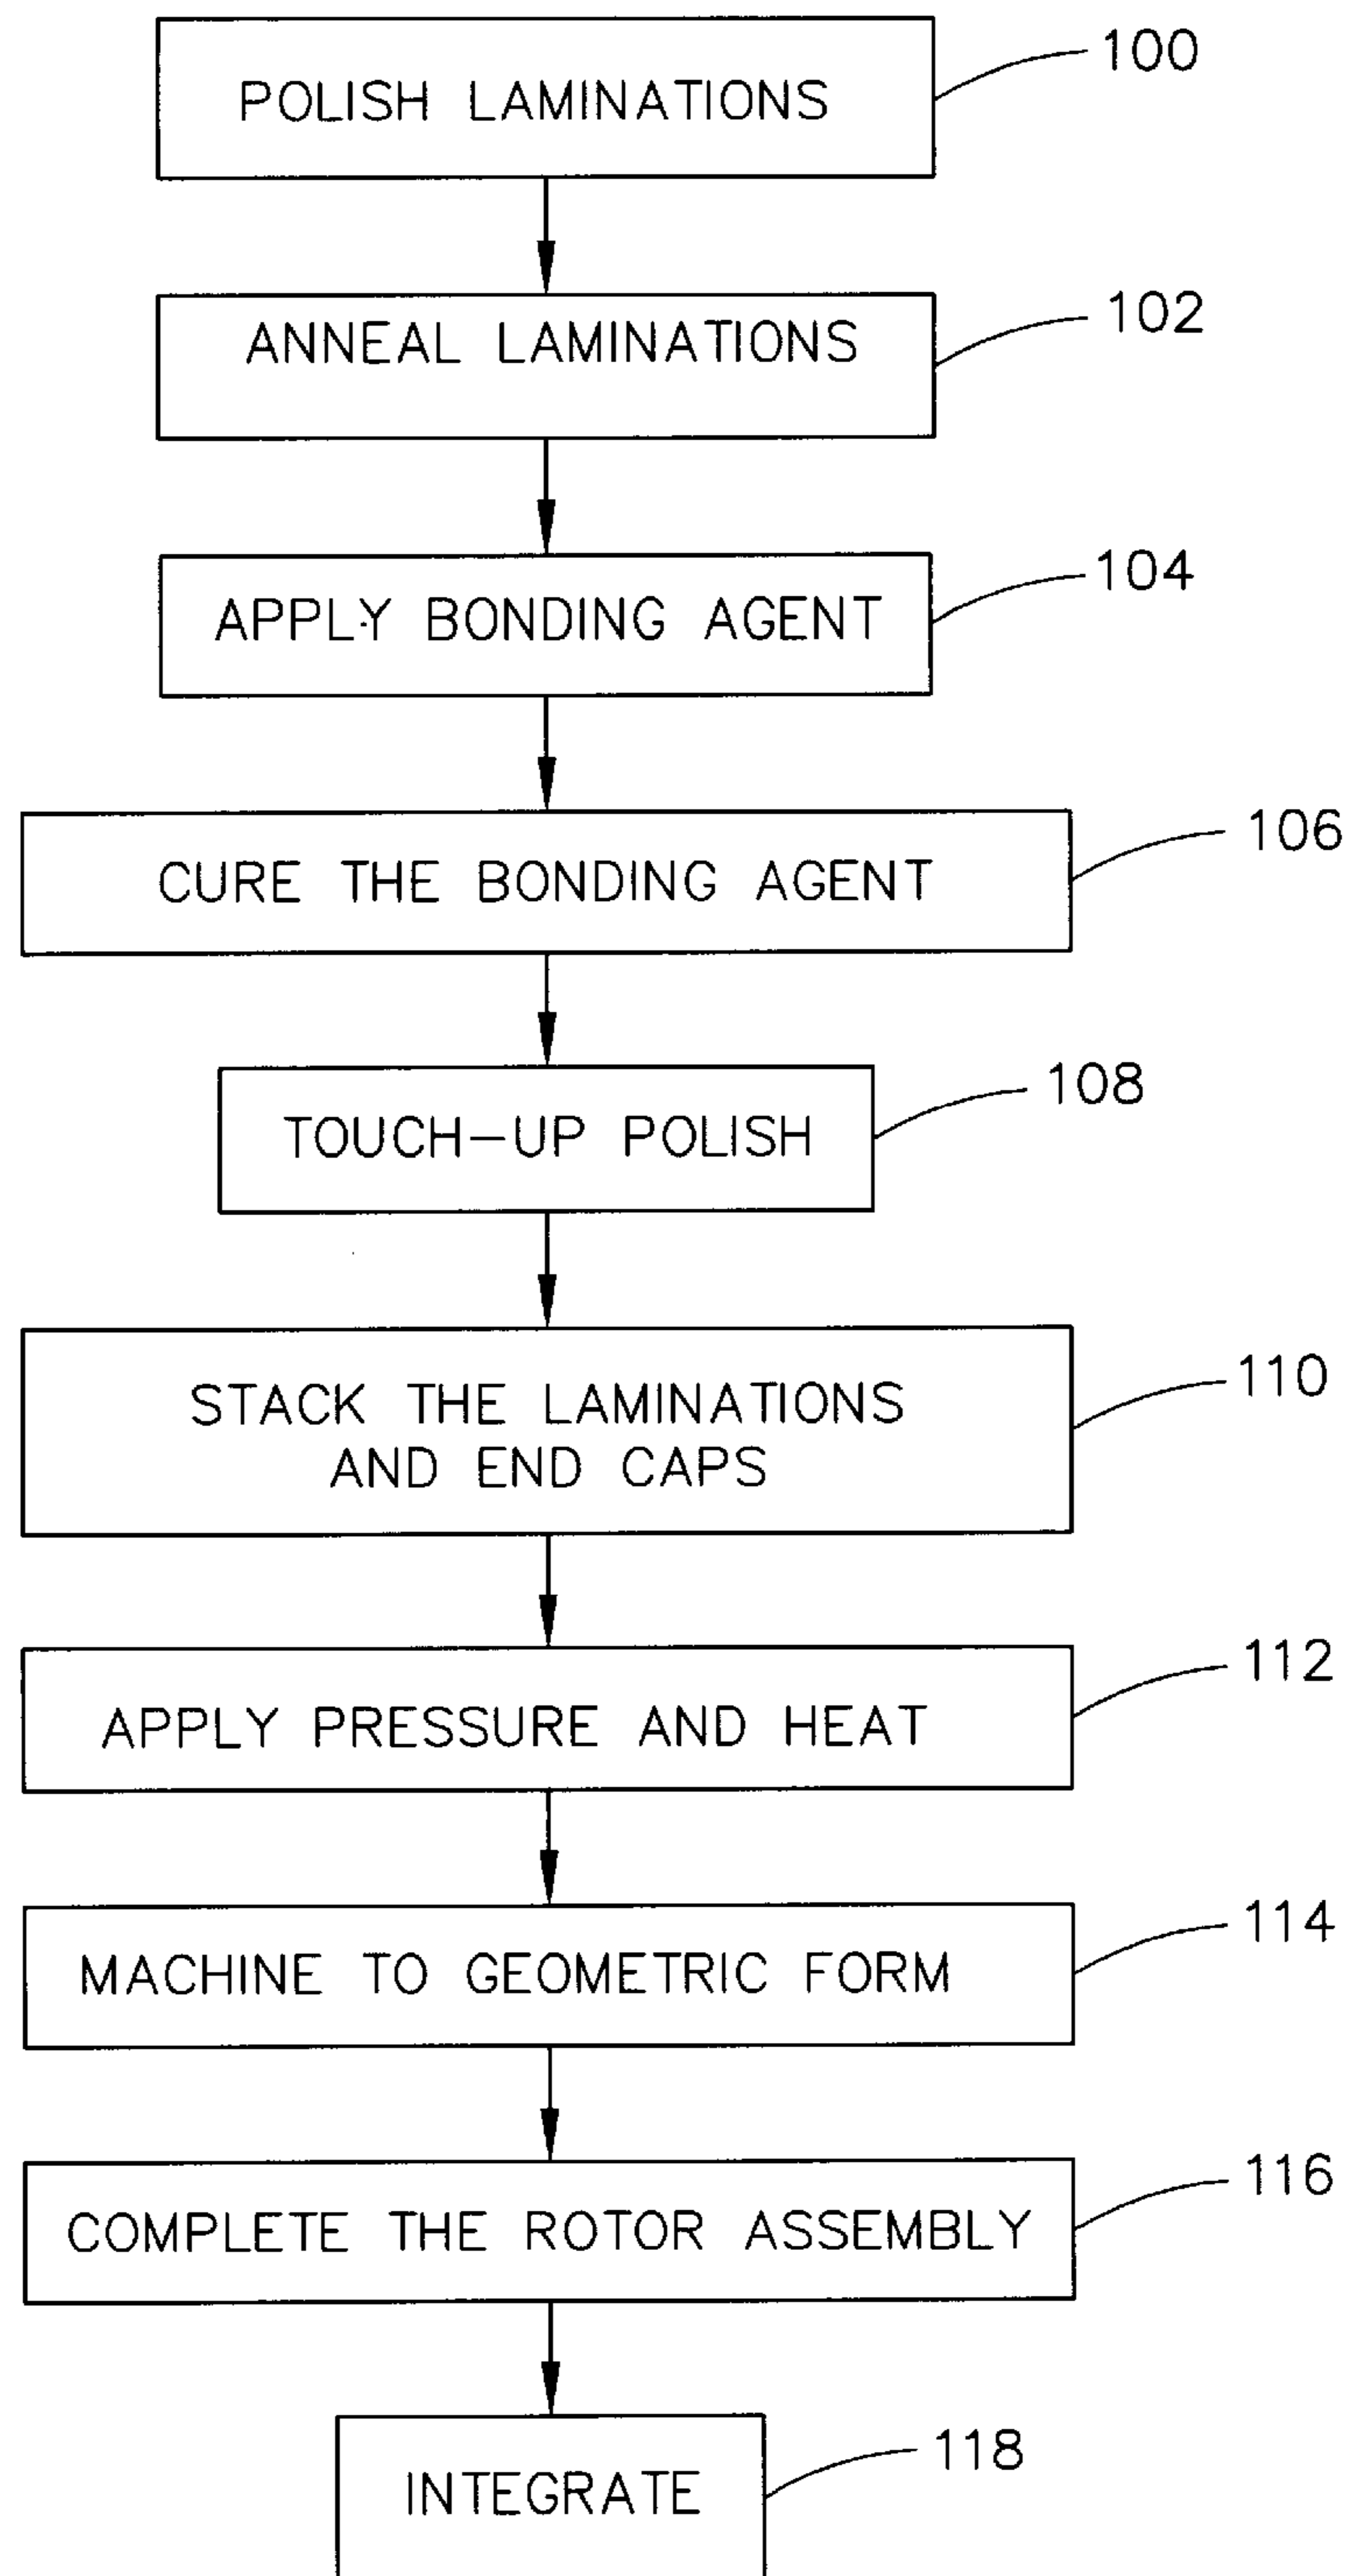 POLISH LAMINATIONS
100
ANNEAL LAMINATIONS
102
APPLY BONDING AGENT
104
CURE THE BONDING AGENT
106
TOUCH-UP POLISH
108
STACK THE LAMINATIONS
AND END CAPS
110
APPLY PRESSURE AND HEAT
112
MACHINE TO GEOMETRIC FORM
114
COMPLETE THE ROTOR ASSEMBLY
116
INTEGRATE
118